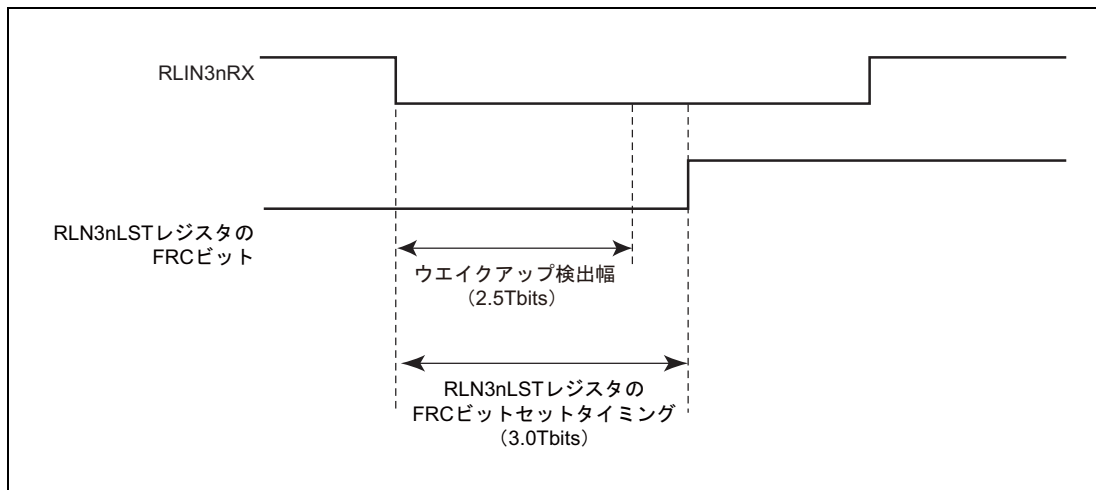 RLIN3nRX
RLN3nLSTレジスタの
FRCビット
ウエイクアップ検出幅
（2.5Tbits）
RLN3nLSTレジスタの
FRCビットセットタイミング
（3.0Tbits）